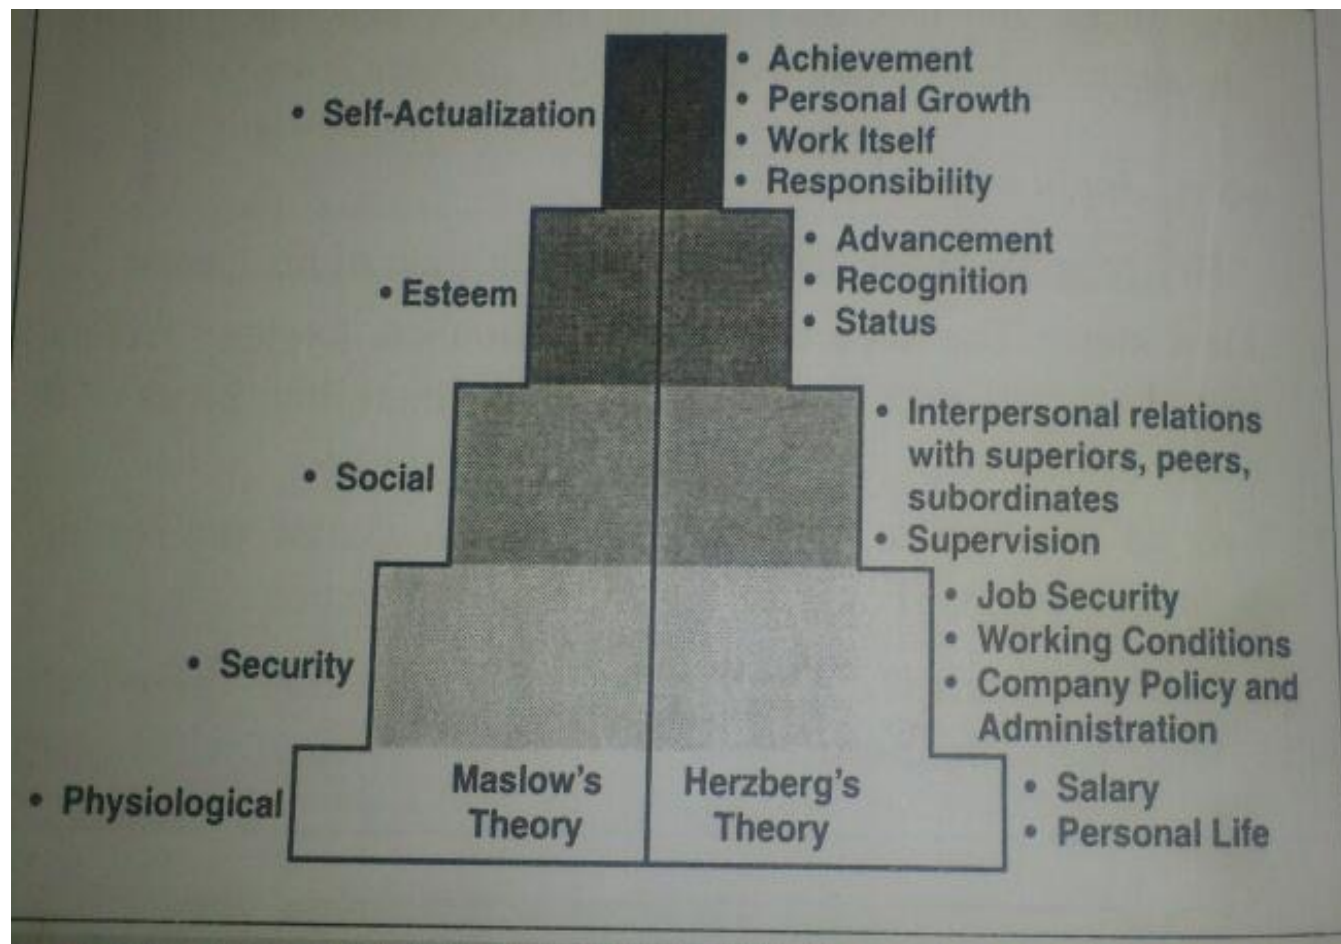 • Self-Actualization
• Achievement
• Personal Growth
• Work Itself
• Responsibility
• Esteem
• Advancement
• Recognition
• Status
• Social
• Interpersonal relations
with superiors, peers,
subordinates
• Supervision
• Security
• Job Security
• Working Conditions
• Company Policy and
Administration
• Physiological
Maslow's
Theory
Herzberg's
Theory
• Salary
• Personal Life